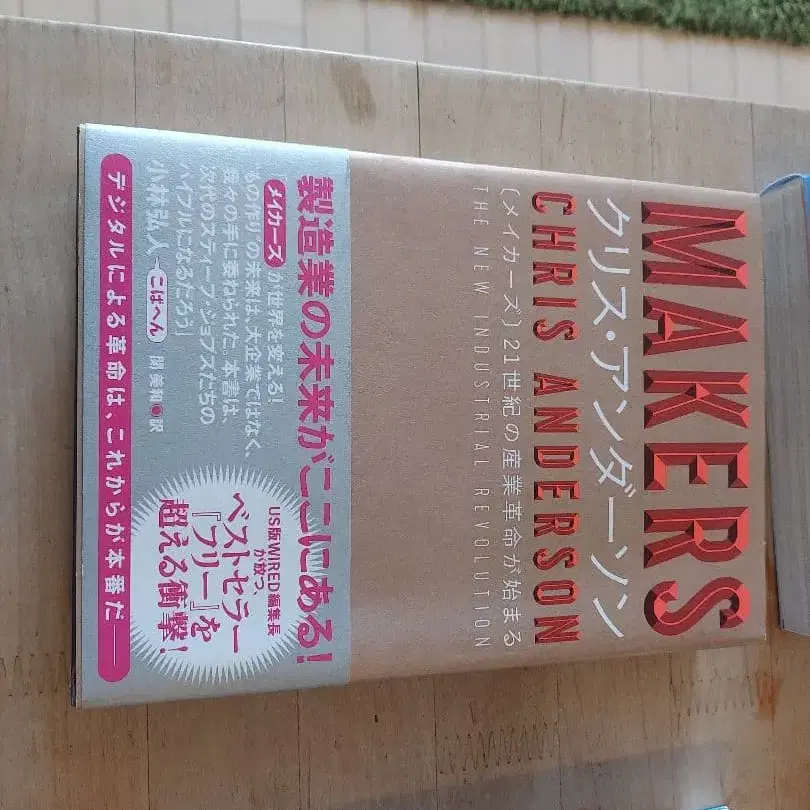 MAKERS
クリス・アンダーソン
CHRIS ANDERSON
〔メイカーズ〕21世紀の産業革命が始まる
THE NEW INDUSTRIAL REVOLUTION
製造業の未来がここにある!
メイカーズが世界を変える!
“もの作り”の未来は、大企業ではなく、
我々の手に委ねられた。本書は、
次代のスティーブ・ジョブズたちの
バイブルになるだろう」
小林弘人 こばへん 関美和●訳
US版WIRED編集長
が放つ、
ベストセラー
『フリー』を
超える衝撃!
デジタルによる革命は、これからが本番だ——